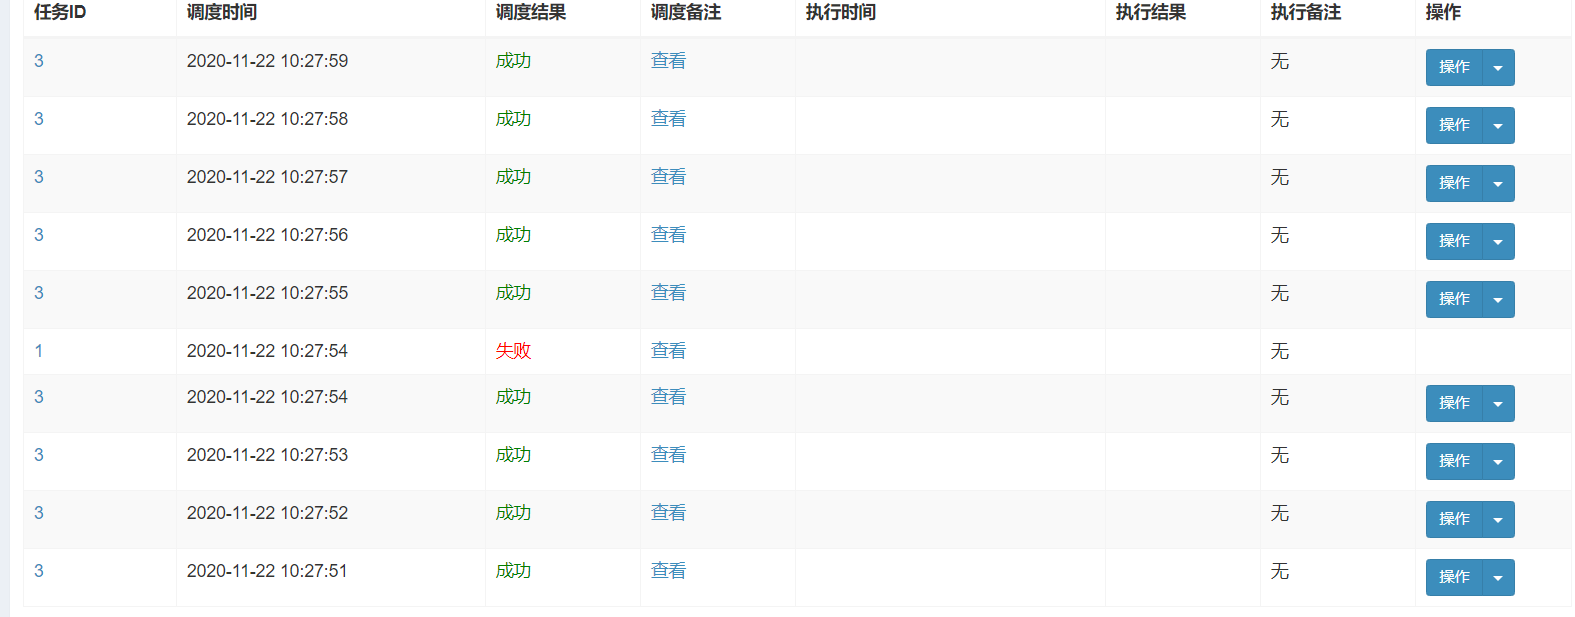 任务ID 调度时间 调度结果 调度备注 执行时间 执行结果 执行备注 操作
3 2020-11-22 10:27:59 成功 查看 无 操作
3 2020-11-22 10:27:58 成功 查看 无 操作
3 2020-11-22 10:27:57 成功 查看 无 操作
3 2020-11-22 10:27:56 成功 查看 无 操作
3 2020-11-22 10:27:55 成功 查看 无 操作
1 2020-11-22 10:27:54 失败 查看 无
3 2020-11-22 10:27:54 成功 查看 无 操作
3 2020-11-22 10:27:53 成功 查看 无 操作
3 2020-11-22 10:27:52 成功 查看 无 操作
3 2020-11-22 10:27:51 成功 查看 无 操作